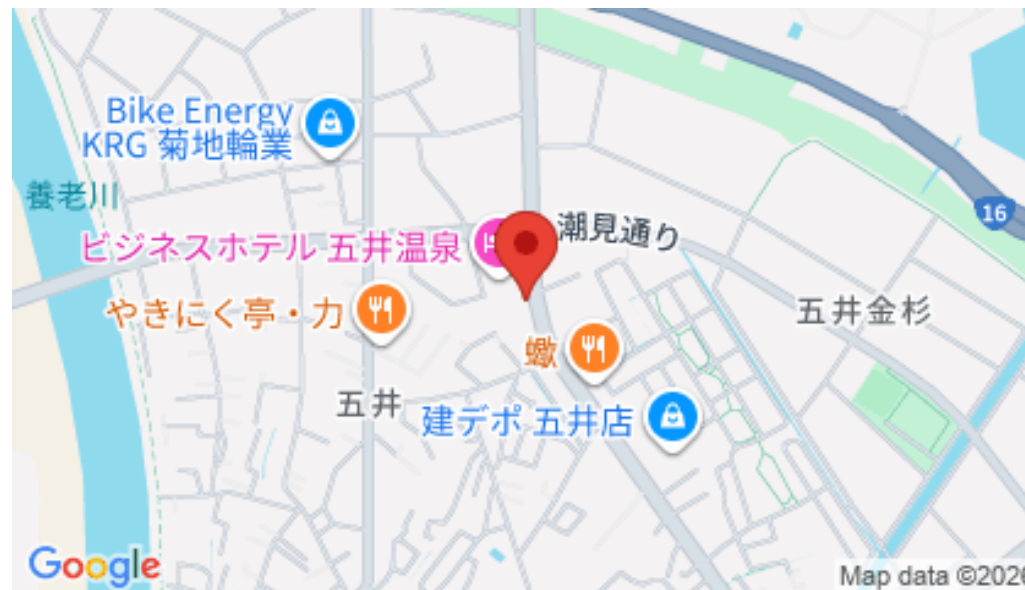 Bike Energy
KRG 菊地輪業
養老川
16
潮見通り
ビジネスホテル 五井温泉
やきにく亭・力
五井金杉
蠍
五井
建デポ 五井店
Google
Map data ©2026